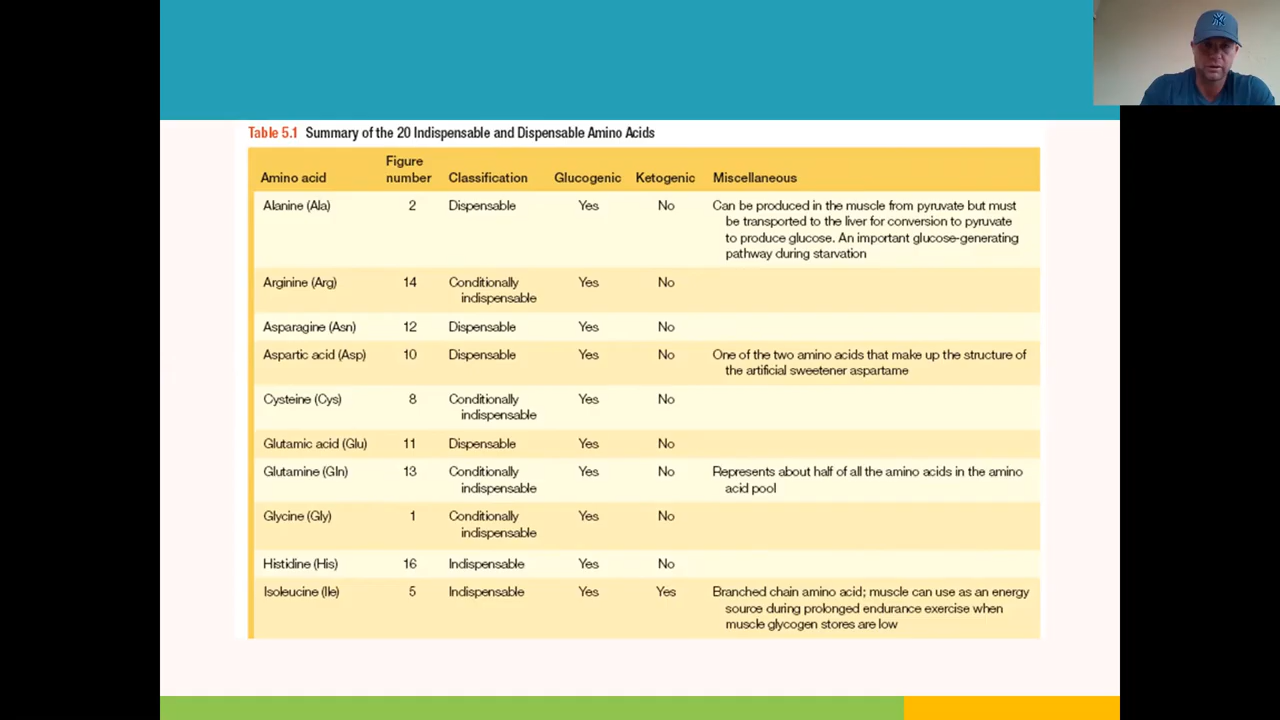 Table 5.1 Summary of the 20 Indispensable and Dispensable Amino Acids
Amino acid Figure number Classification Glucogenic Ketogenic Miscellaneous
Alanine (Ala) 2 Dispensable Yes No Can be produced in the muscle from pyruvate but must
be transported to the liver for conversion to pyruvate
to produce glucose. An important glucose-generating
pathway during starvation
Arginine (Arg) 14 Conditionally Yes No
indispensable
Asparagine (Asn) 12 Dispensable Yes No
Aspartic acid (Asp) 10 Dispensable Yes No One of the two amino acids that make up the structure of
the artificial sweetener aspartame
Cysteine (Cys) 8 Conditionally Yes No
indispensable
Glutamic acid (Glu) 11 Dispensable Yes No
Glutamine (Gln) 13 Conditionally Yes No Represents about half of all the amino acids in the amino
indispensable acid pool
Glycine (Gly) 1 Conditionally Yes No
indispensable
Histidine (His) 16 Indispensable Yes No
Isoleucine (Ile) 5 Indispensable Yes Yes Branched chain amino acid; muscle can use as an energy
source during prolonged endurance exercise when
muscle glycogen stores are low